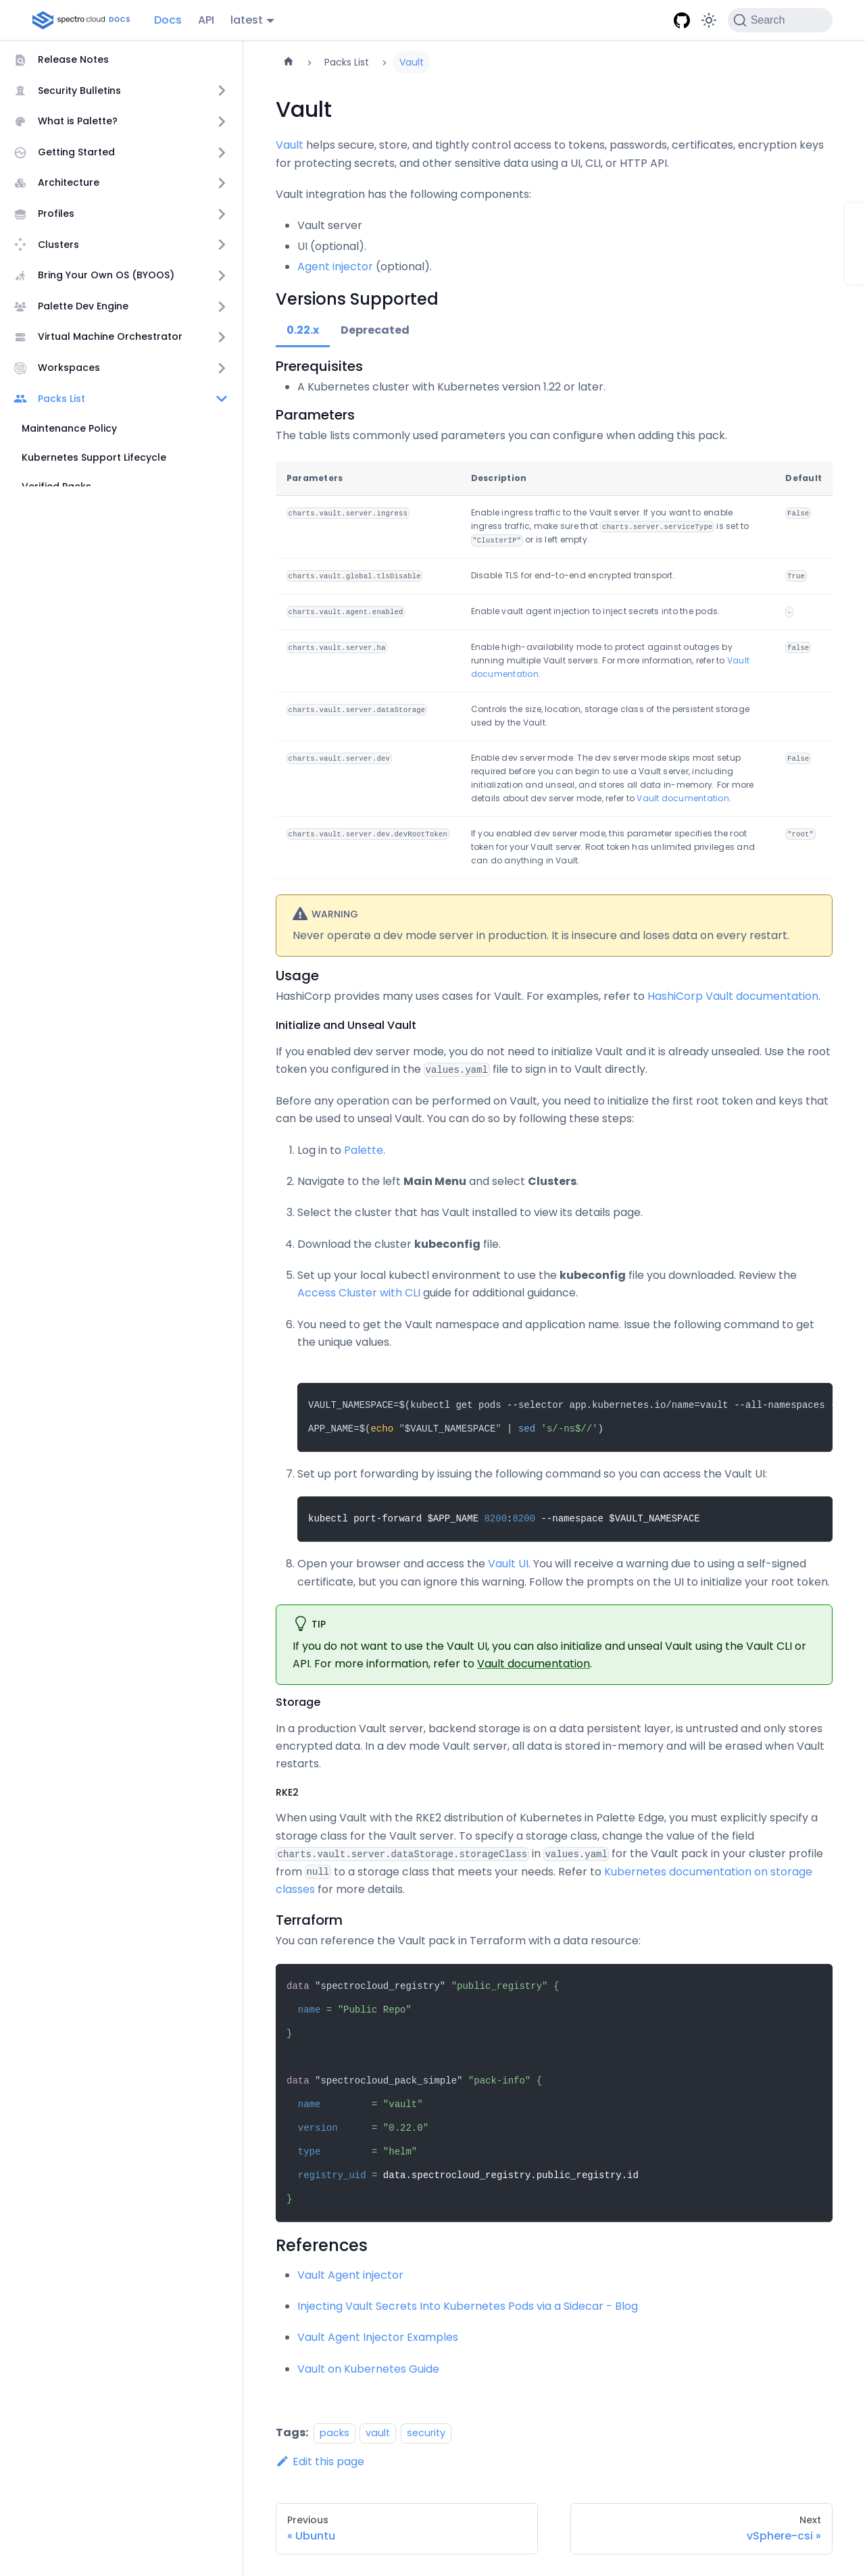 spectro cloud DOCS
Docs
API
latest
Search
Release Notes
Security Bulletins
What is Palette?
Getting Started
Architecture
Profiles
Clusters
Bring Your Own OS (BYOOS)
Palette Dev Engine
Virtual Machine Orchestrator
Workspaces
Packs List
Maintenance Policy
Kubernetes Support Lifecycle
Verified Packs
Packs List
Vault
Vault
Vault helps secure, store, and tightly control access to tokens, passwords, certificates, encryption keys
for protecting secrets, and other sensitive data using a UI, CLI, or HTTP API.
Vault integration has the following components:
Vault server
UI (optional).
Agent injector (optional).
Versions Supported
0.22.x Deprecated
Prerequisites
A Kubernetes cluster with Kubernetes version 1.22 or later.
Parameters
The table lists commonly used parameters you can configure when adding this pack.
Parameters Description Default
charts.vault.server.ingress Enable ingress traffic to the Vault server. If you want to enable False
ingress traffic, make sure that charts.server.serviceType is set to
"ClusterIP" or is left empty.
charts.vault.global.tlsDisable Disable TLS for end-to-end encrypted transport. True
charts.vault.agent.enabled Enable vault agent injection to inject secrets into the pods. -
charts.vault.server.ha Enable high-availability mode to protect against outages by false
running multiple Vault servers. For more information, refer to Vault
documentation.
charts.vault.server.dataStorage Controls the size, location, storage class of the persistent storage
used by the Vault.
charts.vault.server.dev Enable dev server mode. The dev server mode skips most setup False
required before you can begin to use a Vault server, including
initialization and unseal, and stores all data in-memory. For more
details about dev server mode, refer to Vault documentation.
charts.vault.server.dev.devRootToken If you enabled dev server mode, this parameter specifies the root "root"
token for your Vault server. Root token has unlimited privileges and
can do anything in Vault.
WARNING
Never operate a dev mode server in production. It is insecure and loses data on every restart.
Usage
HashiCorp provides many uses cases for Vault. For examples, refer to HashiCorp Vault documentation.
Initialize and Unseal Vault
If you enabled dev server mode, you do not need to initialize Vault and it is already unsealed. Use the root
token you configured in the values.yaml file to sign in to Vault directly.
Before any operation can be performed on Vault, you need to initialize the first root token and keys that
can be used to unseal Vault. You can do so by following these steps:
1. Log in to Palette.
2. Navigate to the left Main Menu and select Clusters.
3. Select the cluster that has Vault installed to view its details page.
4. Download the cluster kubeconfig file.
5. Set up your local kubectl environment to use the kubeconfig file you downloaded. Review the
Access Cluster with CLI guide for additional guidance.
6. You need to get the Vault namespace and application name. Issue the following command to get
the unique values.
VAULT_NAMESPACE=$(kubectl get pods --selector app.kubernetes.io/name=vault --all-namespaces
APP_NAME=$(echo "$VAULT_NAMESPACE" | sed 's/-ns$//')
7. Set up port forwarding by issuing the following command so you can access the Vault UI:
kubectl port-forward $APP_NAME 8200:8200 --namespace $VAULT_NAMESPACE
8. Open your browser and access the Vault UI. You will receive a warning due to using a self-signed
certificate, but you can ignore this warning. Follow the prompts on the UI to initialize your root token.
TIP
If you do not want to use the Vault UI, you can also initialize and unseal Vault using the Vault CLI or
API. For more information, refer to Vault documentation.
Storage
In a production Vault server, backend storage is on a data persistent layer, is untrusted and only stores
encrypted data. In a dev mode Vault server, all data is stored in-memory and will be erased when Vault
restarts.
RKE2
When using Vault with the RKE2 distribution of Kubernetes in Palette Edge, you must explicitly specify a
storage class for the Vault server. To specify a storage class, change the value of the field
charts.vault.server.dataStorage.storageClass in values.yaml for the Vault pack in your cluster profile
from null to a storage class that meets your needs. Refer to Kubernetes documentation on storage
classes for more details.
Terraform
You can reference the Vault pack in Terraform with a data resource:
data "spectrocloud_registry" "public_registry" {
name = "Public Repo"
}
data "spectrocloud_pack_simple" "pack-info" {
name = "vault"
version = "0.22.0"
type = "helm"
registry_uid = data.spectrocloud_registry.public_registry.id
}
References
Vault Agent injector
Injecting Vault Secrets Into Kubernetes Pods via a Sidecar - Blog
Vault Agent Injector Examples
Vault on Kubernetes Guide
Tags: packs vault security
Edit this page
Previous
« Ubuntu
Next
vSphere-csi »